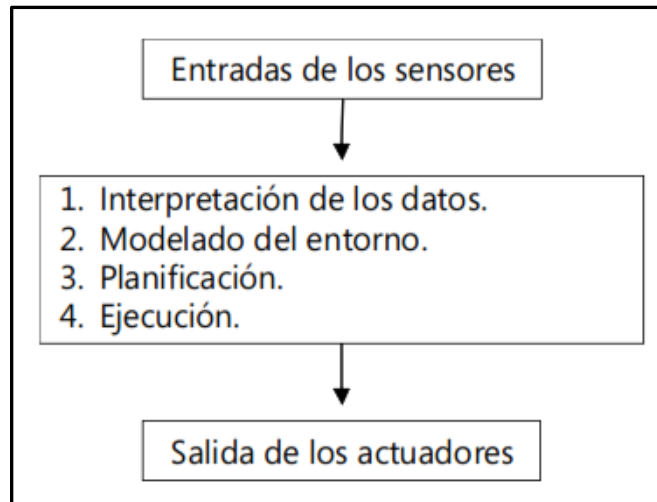 Entradas de los sensores
1. Interpretación de los datos.
2. Modelado del entorno.
3. Planificación.
4. Ejecución.
Salida de los actuadores